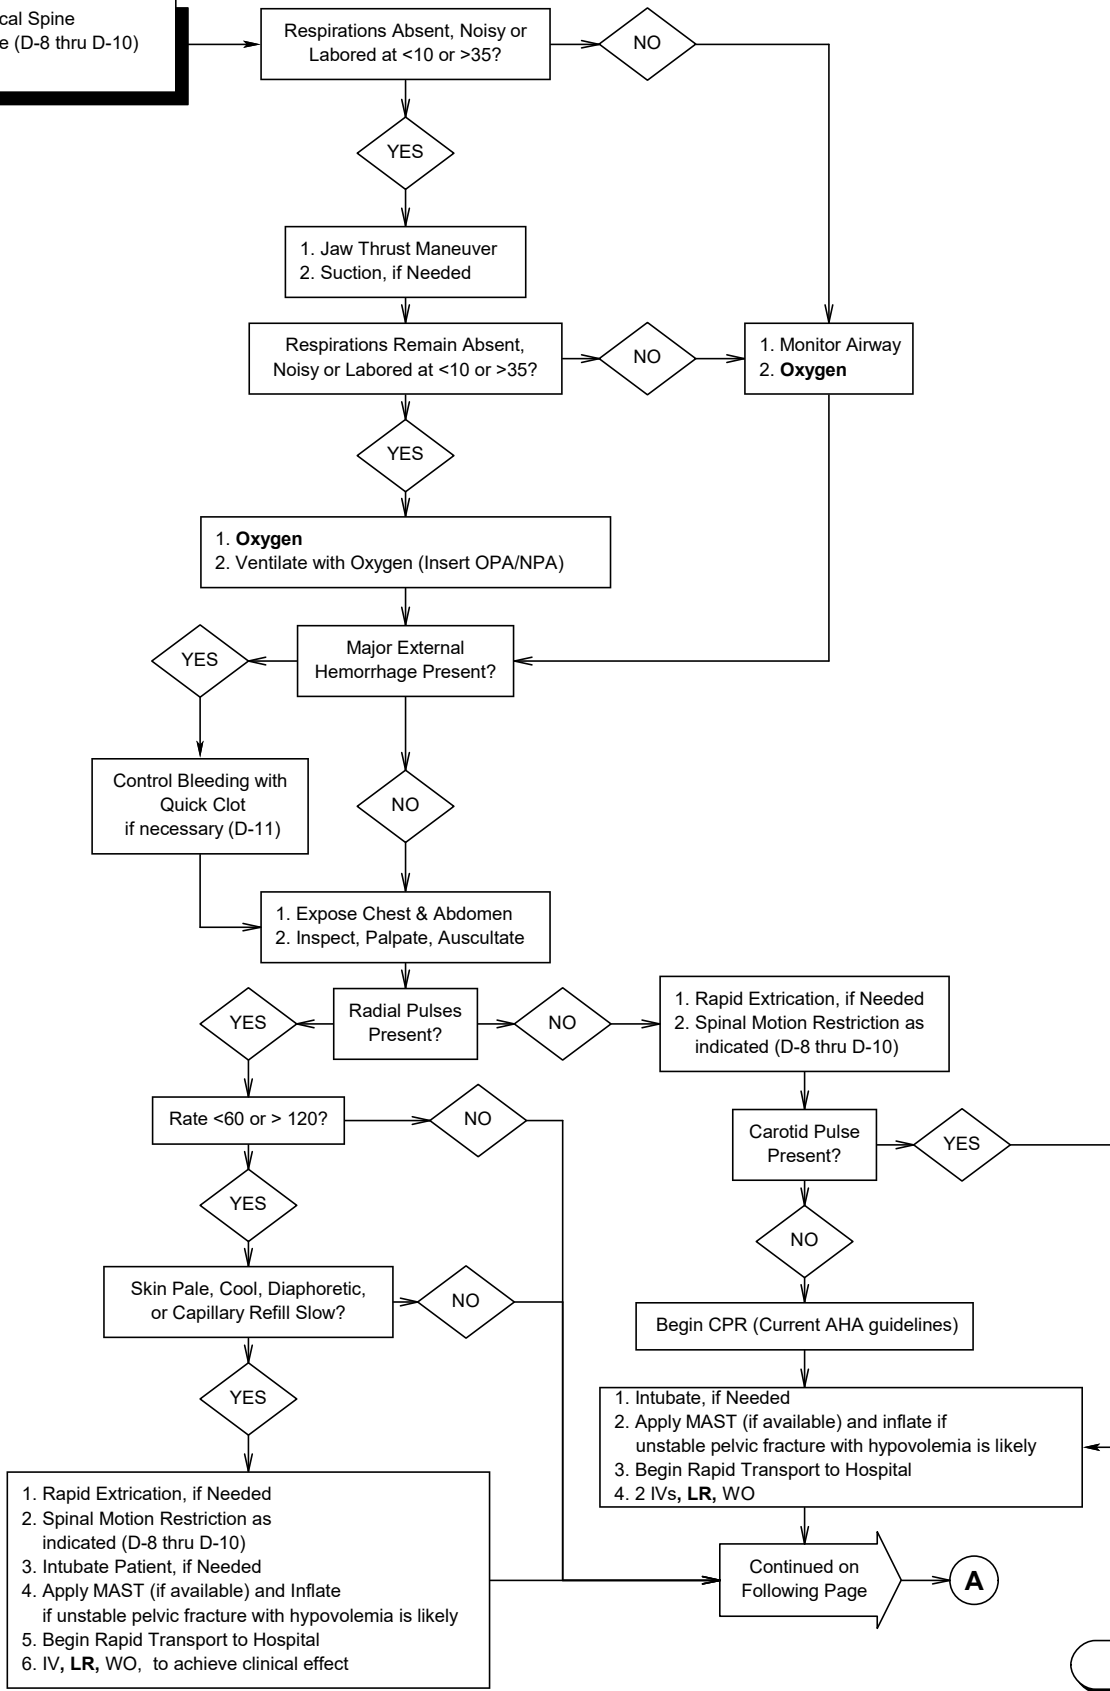 cal Spine
e (D-8 thru D-10)
Respirations Absent, Noisy or
Labored at <10 or >35?
NO
YES
1. Jaw Thrust Maneuver
2. Suction, if Needed
Respirations Remain Absent,
Noisy or Labored at <10 or >35?
NO
1. Monitor Airway
2. Oxygen
YES
1. Oxygen
2. Ventilate with Oxygen (Insert OPA/NPA)
Major External
Hemorrhage Present?
YES
Control Bleeding with
Quick Clot
if necessary (D-11)
NO
1. Expose Chest & Abdomen
2. Inspect, Palpate, Auscultate
Radial Pulses
Present?
YES
NO
1. Rapid Extrication, if Needed
2. Spinal Motion Restriction as
indicated (D-8 thru D-10)
Rate <60 or > 120?
NO
Carotid Pulse
Present?
YES
YES
NO
Skin Pale, Cool, Diaphoretic,
or Capillary Refill Slow?
NO
Begin CPR (Current AHA guidelines)
YES
1. Intubate, if Needed
2. Apply MAST (if available) and inflate if
unstable pelvic fracture with hypovolemia is likely
3. Begin Rapid Transport to Hospital
4. 2 IVs, LR, WO
1. Rapid Extrication, if Needed
2. Spinal Motion Restriction as
indicated (D-8 thru D-10)
3. Intubate Patient, if Needed
4. Apply MAST (if available) and Inflate
if unstable pelvic fracture with hypovolemia is likely
5. Begin Rapid Transport to Hospital
6. IV, LR, WO, to achieve clinical effect
Continued on
Following Page
A